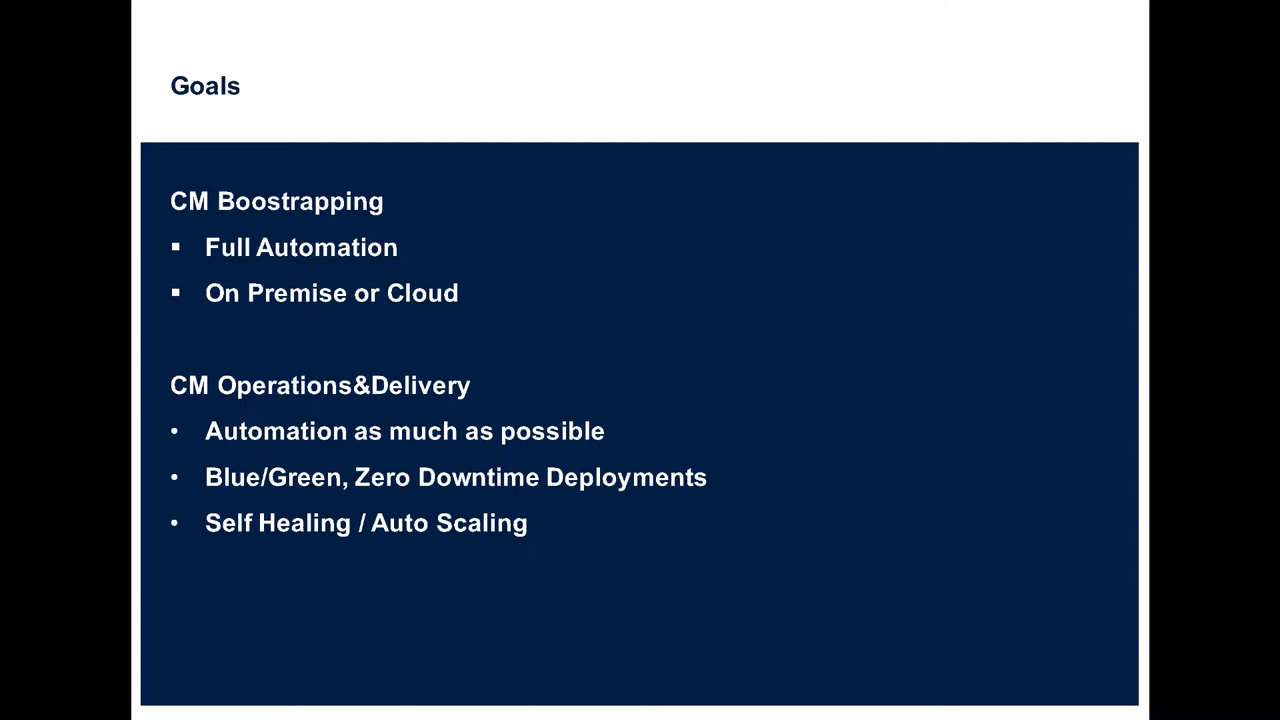 Goals
CM Boostrapping
▪ Full Automation
▪ On Premise or Cloud
CM Operations&Delivery
• Automation as much as possible
• Blue/Green, Zero Downtime Deployments
• Self Healing / Auto Scaling